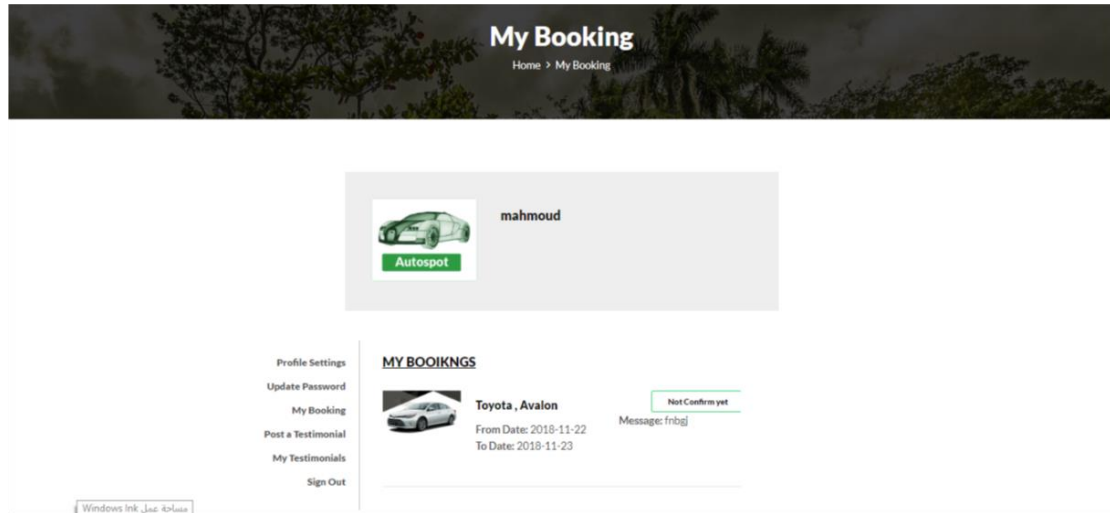 My Booking
Home > My Booking
mahmoud
Autospot
Profile Settings
Update Password
My Booking
Post a Testimonial
My Testimonials
Sign Out
MY BOOIKNGS
Toyota , Avalon
From Date: 2018-11-22
To Date: 2018-11-23
Not Confirm yet
Message: fnbgj
مساحة عمل Windows Ink